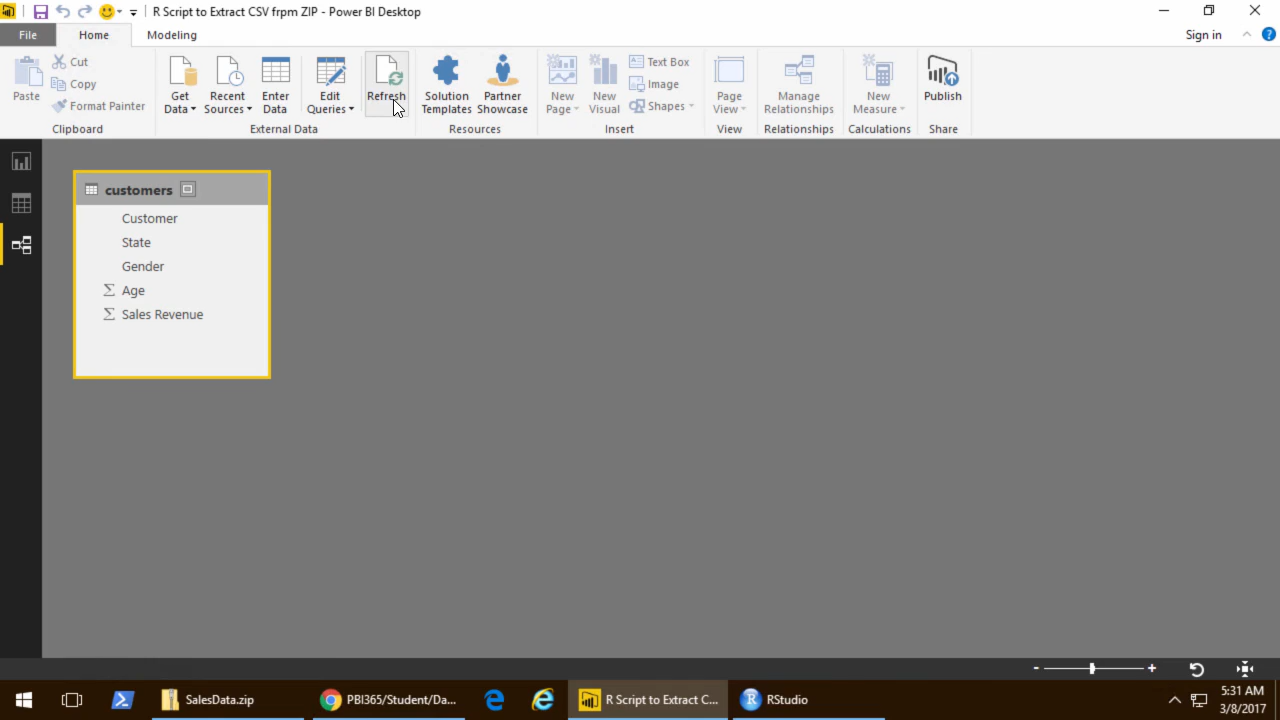 R Script to Extract CSV frpm ZIP - Power BI Desktop
File Home Modeling Sign in
Paste
Cut
Copy
Format Painter
Clipboard
Get Data
Recent Sources
Enter Data
Edit Queries
Refresh
External Data
Solution Templates
Partner Showcase
Resources
New Page
New Visual
Text Box
Image
Shapes
Insert
Page View
View
Manage Relationships
Relationships
New Measure
Calculations
Publish
Share
customers
Customer
State
Gender
Σ Age
Σ Sales Revenue
- +
SalesData.zip
PBI365/Student/Da...
R Script to Extract C...
RStudio
5:31 AM
3/8/2017